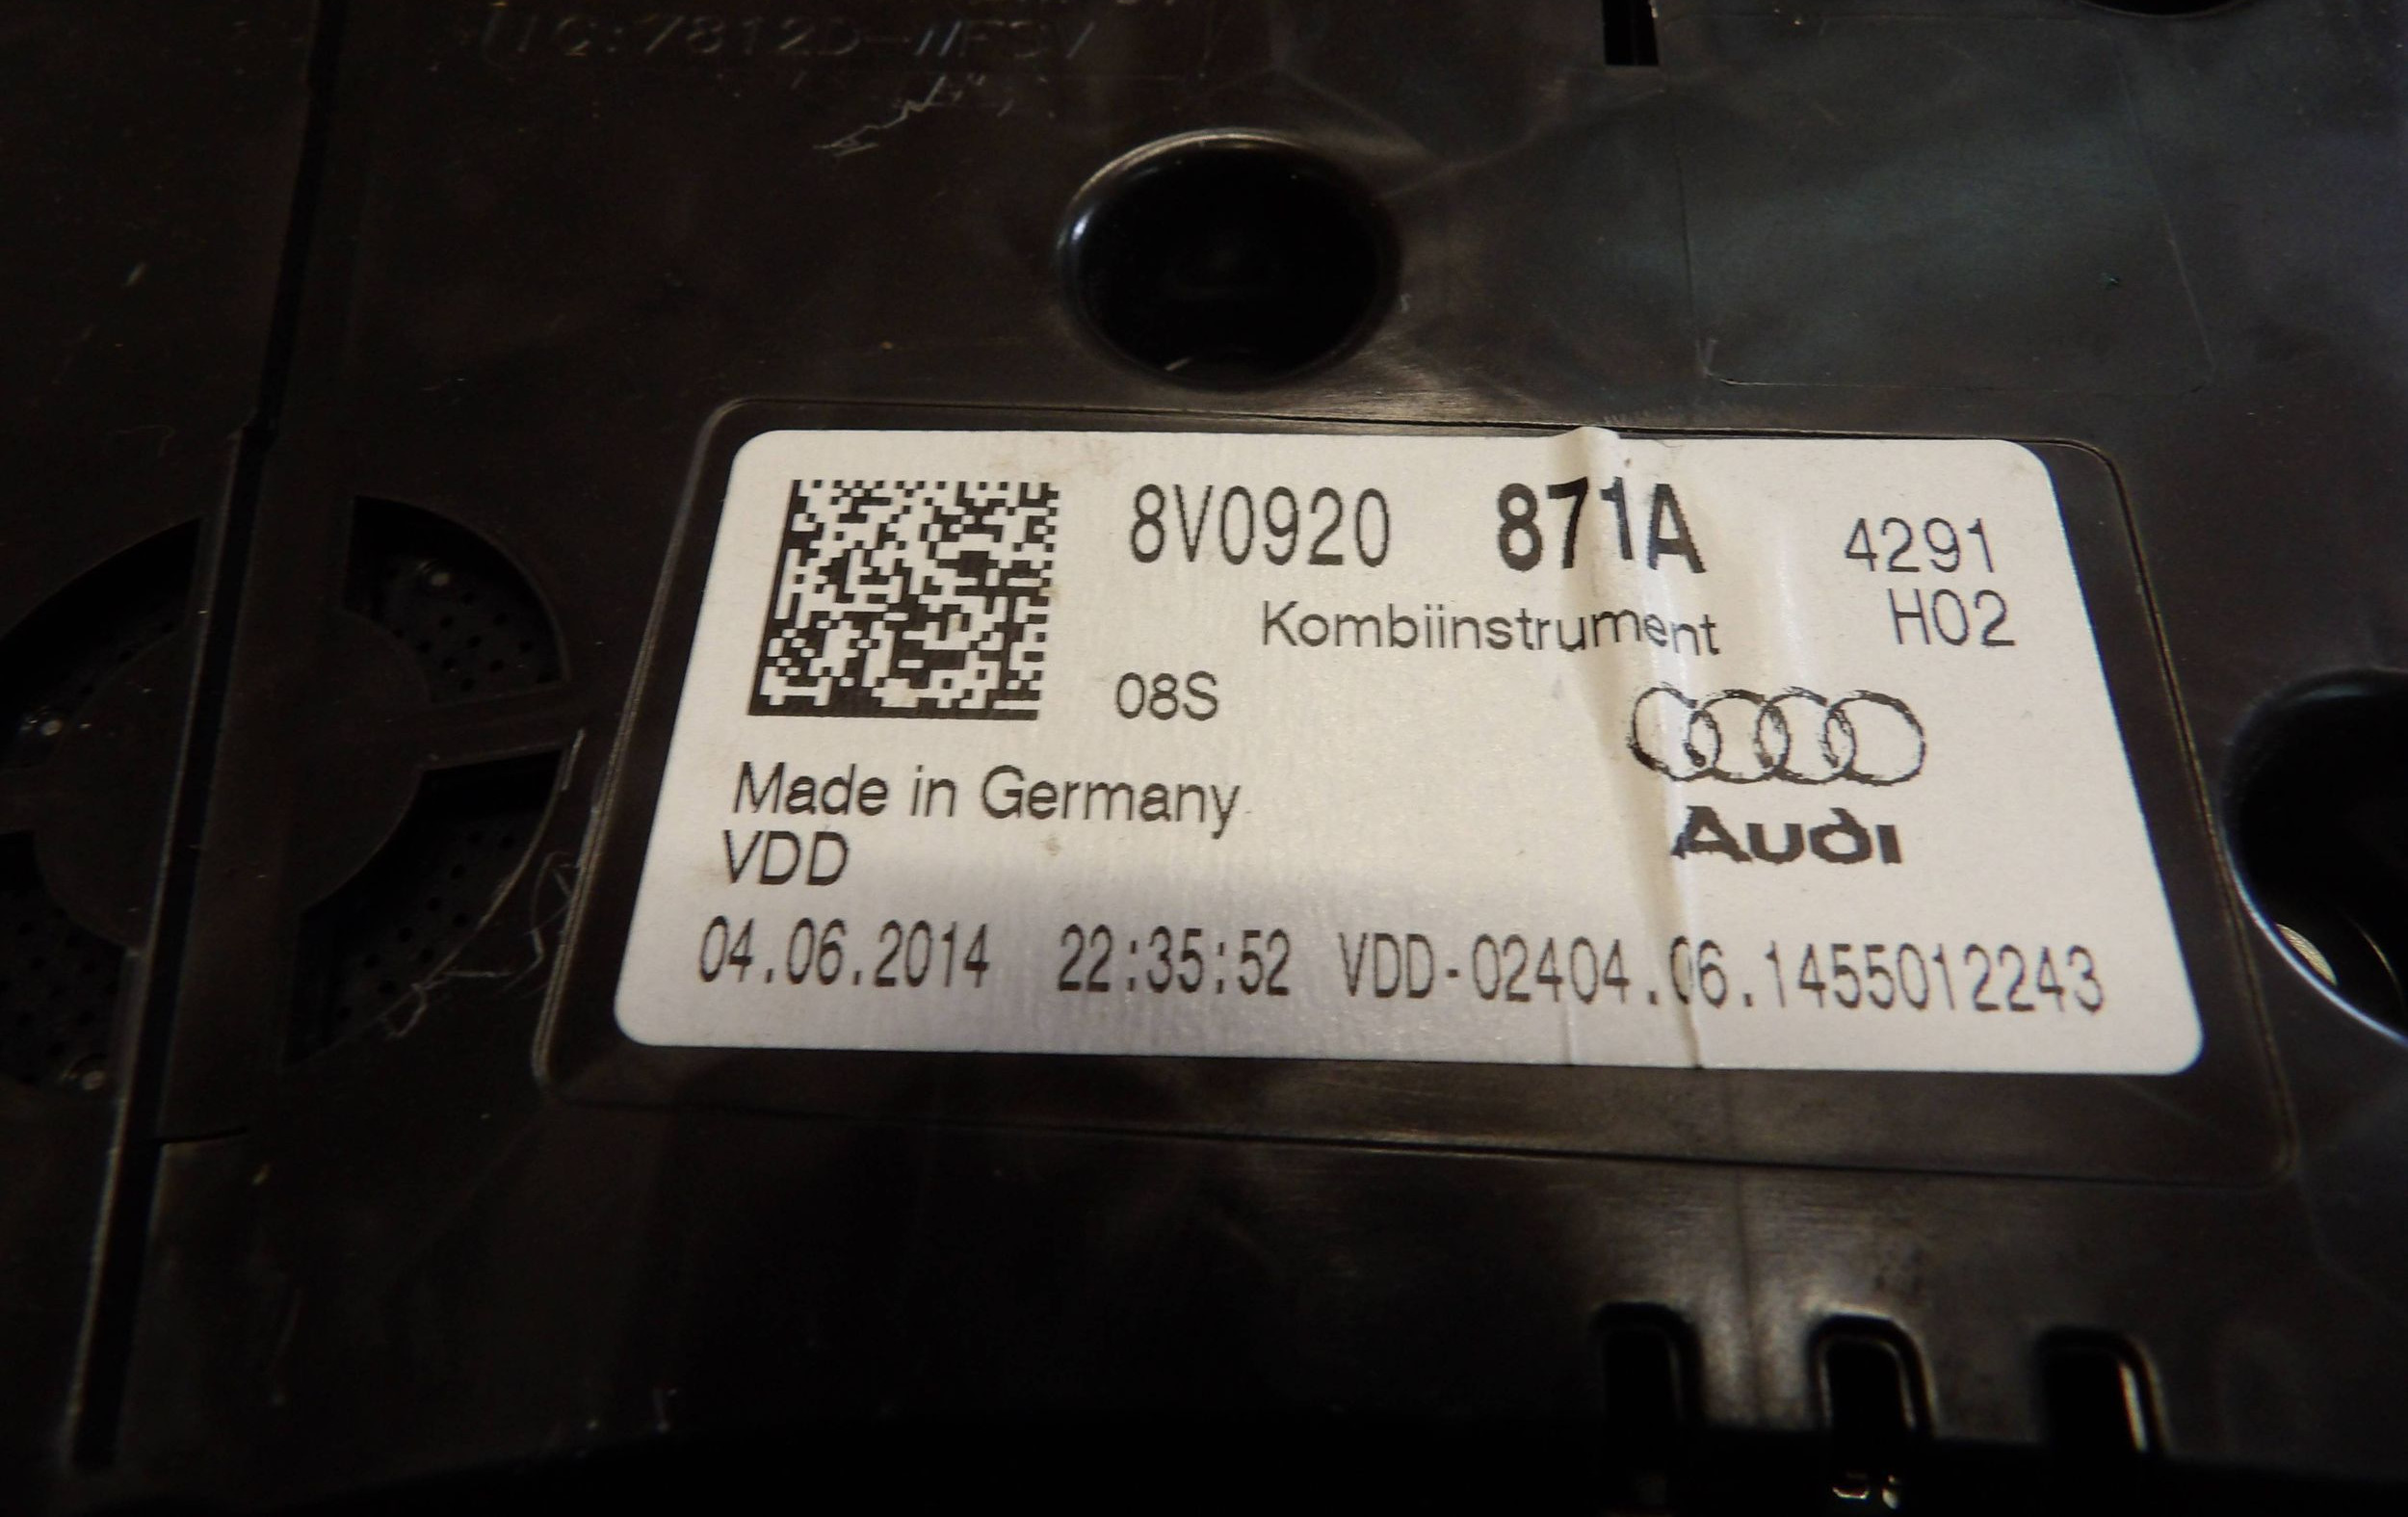 8V0920 871A 4291
Kombiinstrument H02
08S
Made in Germany
Audi
VDD
04.06.2014 22:35:52 VDD-02404.06.1455012243